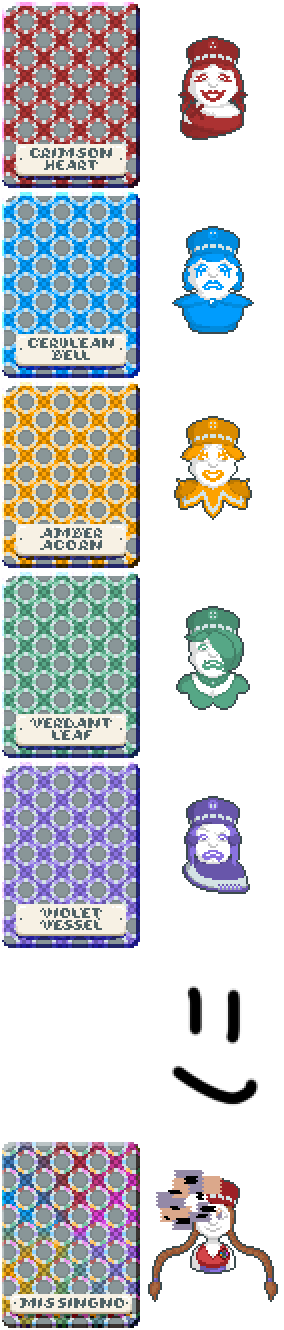 CRIMSON
HEART
CERULEAN
BELL
AMBER
ACORN
VERDANT
LEAF
VIOLET
VESSEL
MISSINGNO